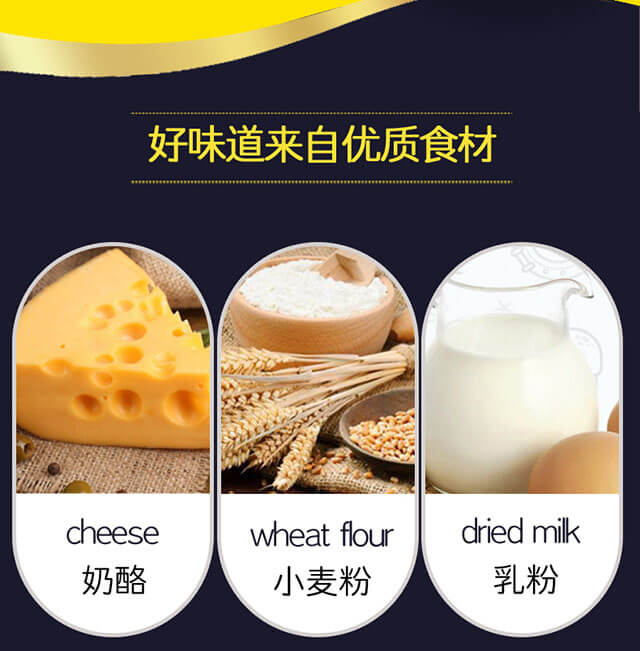 好味道来自优质食材
cheese
奶酪
wheat flour
小麦粉
dried milk
乳粉